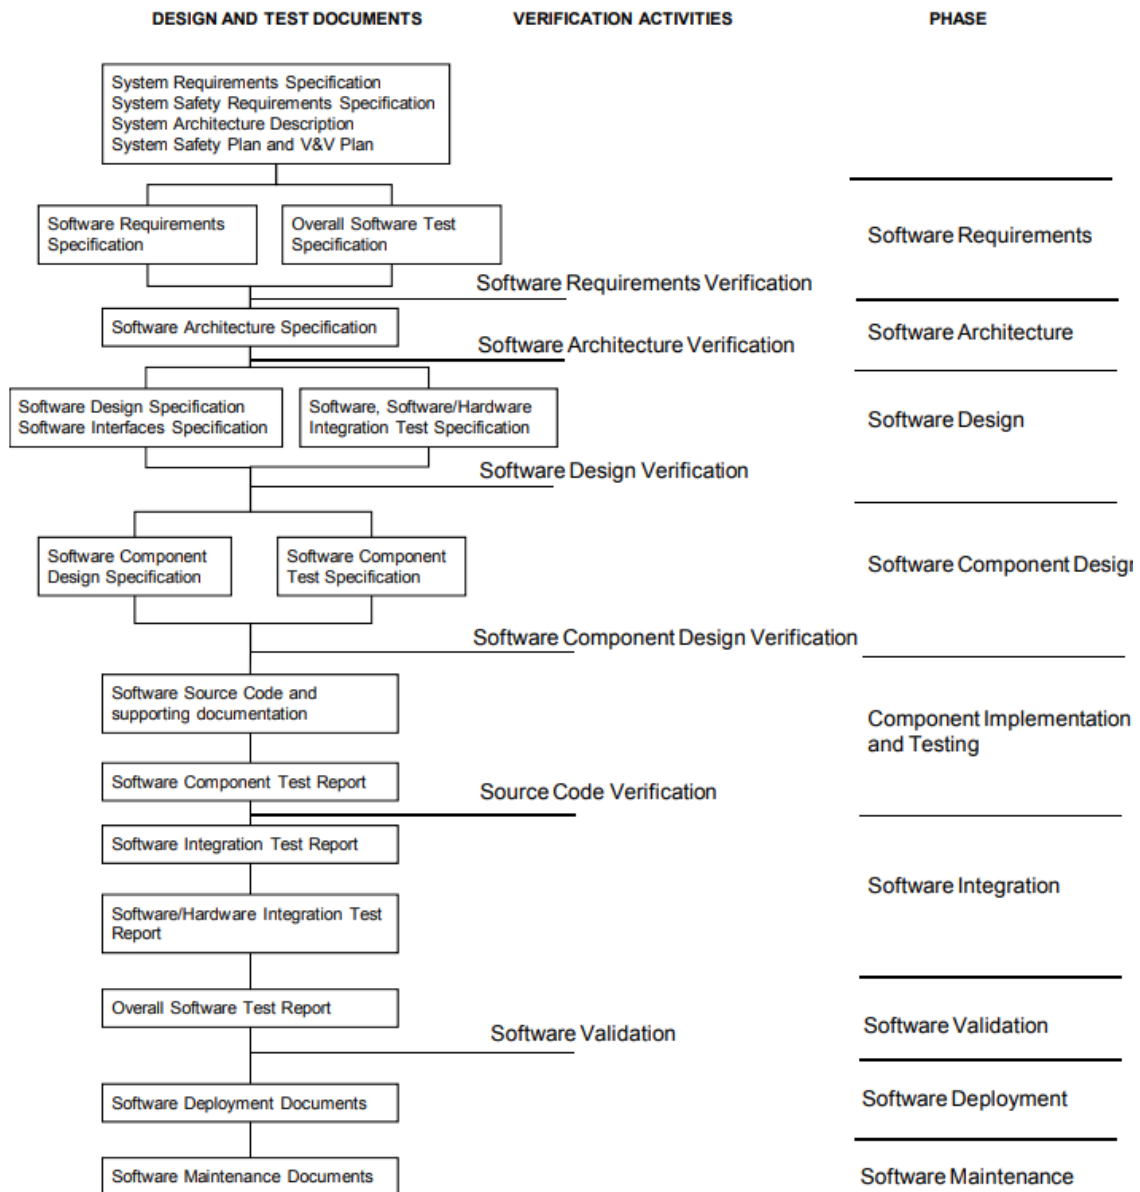 DESIGN AND TEST DOCUMENTS
VERIFICATION ACTIVITIES
PHASE
System Requirements Specification
System Safety Requirements Specification
System Architecture Description
System Safety Plan and V&V Plan
Software Requirements
Specification
Overall Software Test
Specification
Software Requirements
Software Requirements Verification
Software Architecture Specification
Software Architecture
Software Architecture Verification
Software Design Specification
Software Interfaces Specification
Software, Software/Hardware
Integration Test Specification
Software Design
Software Design Verification
Software Component
Design Specification
Software Component
Test Specification
Software Component Design
Software Component Design Verification
Software Source Code and
supporting documentation
Component Implementation
and Testing
Software Component Test Report
Source Code Verification
Software Integration Test Report
Software Integration
Software/Hardware Integration Test
Report
Overall Software Test Report
Software Validation
Software Validation
Software Deployment Documents
Software Deployment
Software Maintenance Documents
Software Maintenance